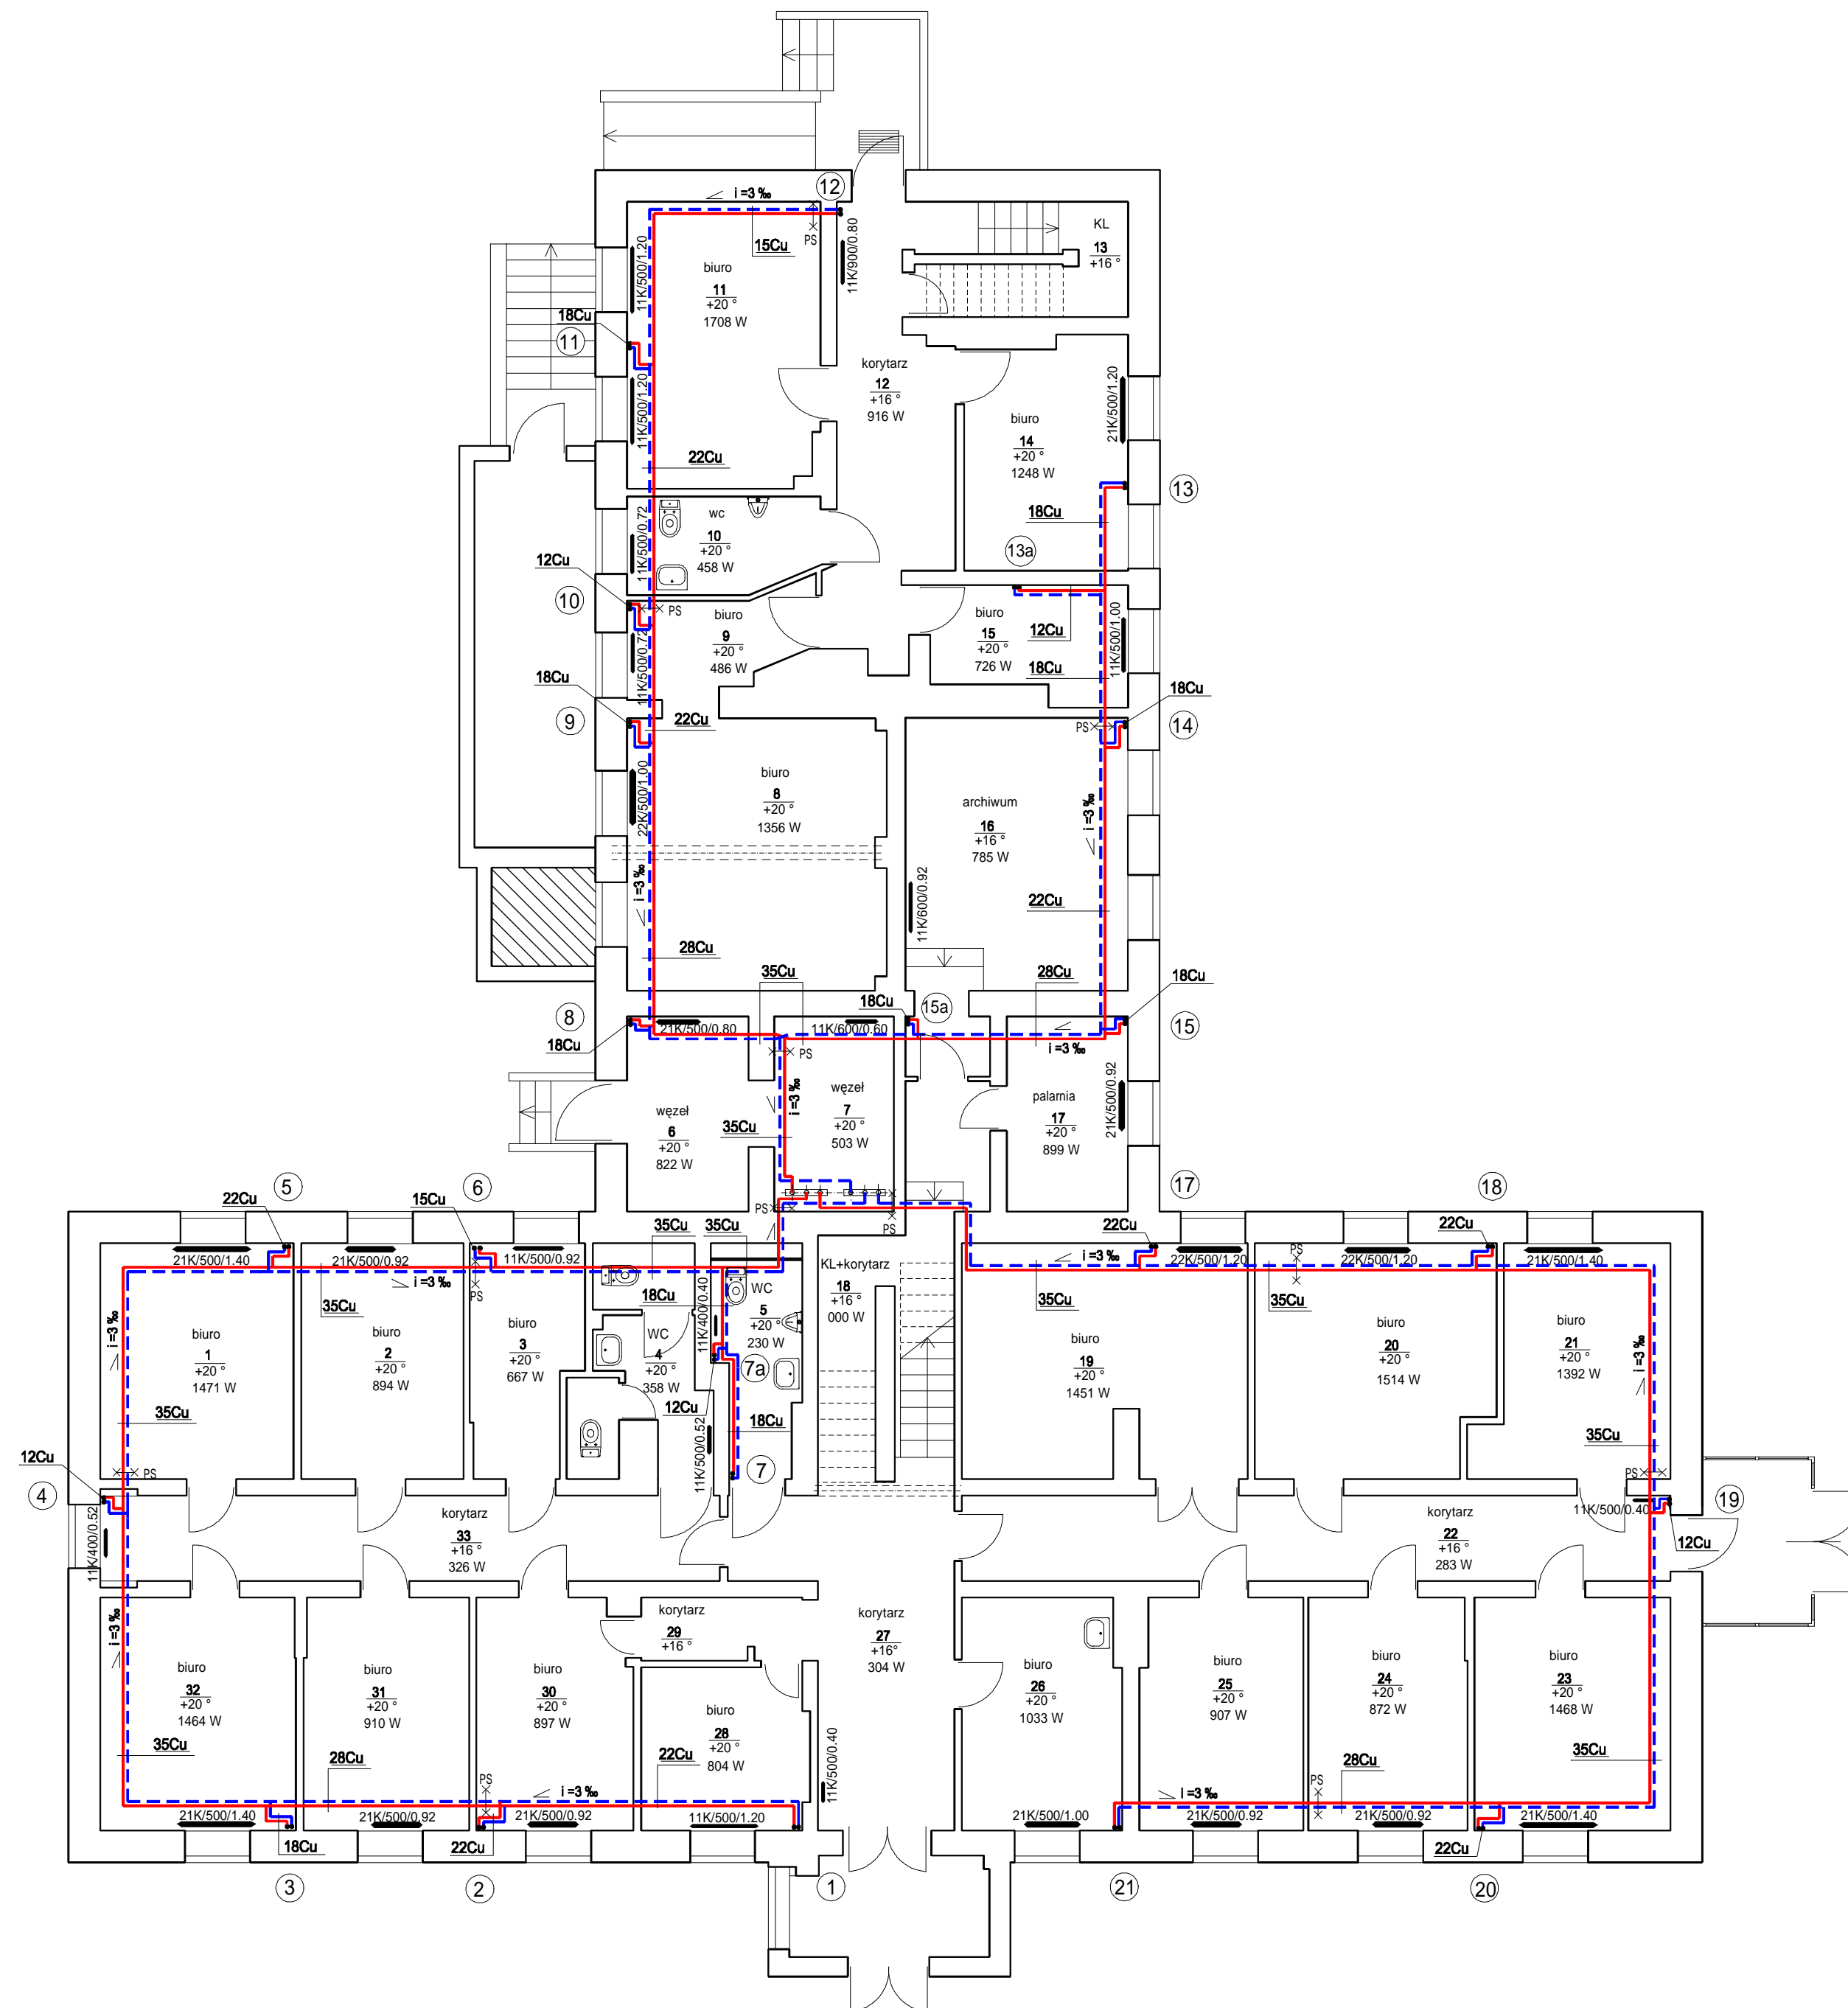 12
i =3 ‰
PS
15Cu
11K/500/1.20
11K/900/0.80
KL
13
+16 °
biuro
11
+20 °
1708 W
18Cu
11
11K/500/1.20
22Cu
korytarz
12
+16 °
916 W
biuro
14
+20 °
1248 W
21K/500/1.20
13
18Cu
13a
wc
10
+20 °
458 W
11K/500/0.72
12Cu
10
PS
biuro
9
+20 °
486 W
11K/500/0.72
biuro
15
+20 °
726 W
12Cu
18Cu
11K/500/1.00
18Cu
9
22Cu
18Cu
14
PS
biuro
8
+20 °
1356 W
22K/500/1.00
i =3 ‰
28Cu
35Cu
archiwum
16
+16 °
785 W
i =3 ‰
11K/600/0.92
22Cu
28Cu
18Cu
15a
18Cu
15
8
18Cu
21K/500/0.80
11K/600/0.60
PS
i =3 ‰
i =3 ‰
węzeł
6
+20 °
822 W
35Cu
węzeł
7
+20 °
503 W
palarnia
17
+20 °
899 W
21K/500/0.92
PS
PS
5
22Cu
6
15Cu
35Cu
35Cu
17
22Cu
18
22Cu
21K/500/1.40
21K/500/0.92
11K/500/0.92
i =3 ‰
PS
i =3 ‰
35Cu
35Cu
biuro
1
+20 °
1471 W
biuro
2
+20 °
894 W
biuro
3
+20 °
667 W
WC
4
+20 °
358 W
18Cu
11K/400/0.40
WC
5
+20 °
230 W
7a
12Cu
18Cu
11K/500/0.52
7
KL+korytarz
18
+16 °
000 W
i =3 ‰
22K/500/1.20
PS
22K/500/1.20
21K/500/1.40
35Cu
35Cu
biuro
19
+20 °
1451 W
biuro
20
+20 °
1514 W
biuro
21
+20 °
1392 W
i =3 ‰
35Cu
PS
11K/500/0.40
19
12Cu
12Cu
4
PS
11K/400/0.52
korytarz
33
+16 °
326 W
korytarz
22
+16 °
283 W
i =3 ‰
biuro
32
+20 °
1464 W
biuro
31
+20 °
910 W
biuro
30
+20 °
897 W
korytarz
29
+16 °
biuro
28
+20 °
804 W
korytarz
27
+16°
304 W
biuro
26
+20 °
1033 W
biuro
25
+20 °
907 W
biuro
24
+20 °
872 W
biuro
23
+20 °
1468 W
35Cu
28Cu
22Cu
28Cu
35Cu
PS
i =3 ‰
11K/500/0.40
i =3 ‰
PS
21K/500/1.40
21K/500/0.92
21K/500/0.92
11K/500/1.20
21K/500/1.00
21K/500/0.92
21K/500/0.92
21K/500/1.40
18Cu
22Cu
22Cu
3
2
1
21
20